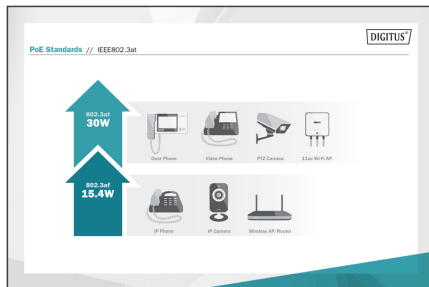 DIGITUS®
PoE Standards // IEEE802.3at
802.3at
30W
Door Phone Video Phone PTZ Camera 11ac Wi-Fi AP
802.3af
15.4W
IP Phone IP Camera Wireless AP/Router